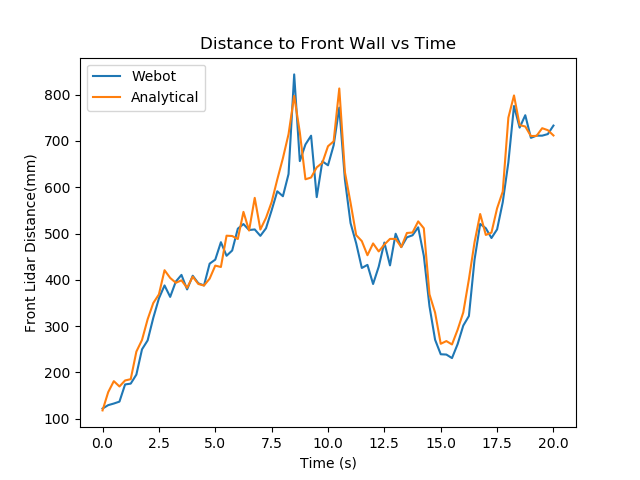 Distance to Front Wall vs Time
Webot
Analytical
800
700
600
500
400
300
200
100
Front Lidar Distance(mm)
0.0 2.5 5.0 7.5 10.0 12.5 15.0 17.5 20.0
Time (s)